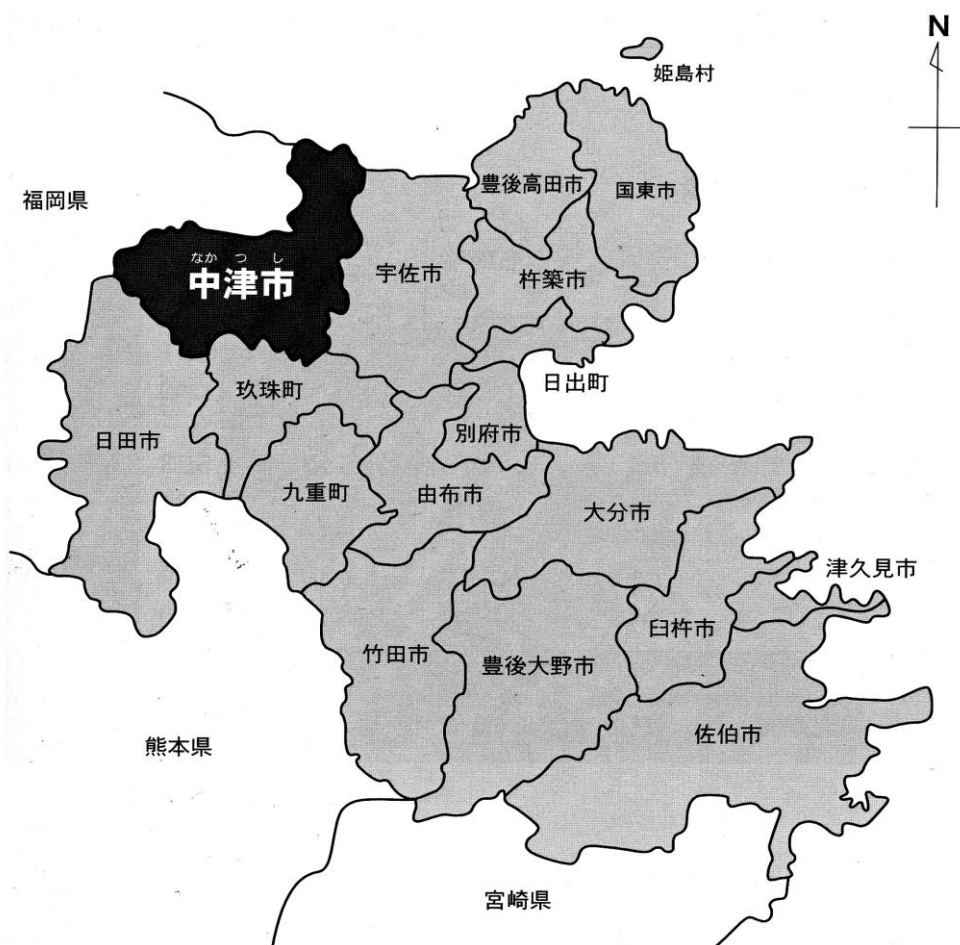 N
姫島村
豊後高田市
国東市
福岡県
なかつし
中津市
宇佐市
杵築市
日出町
玖珠町
別府市
日田市
九重町
由布市
大分市
津久見市
臼杵市
竹田市
豊後大野市
佐伯市
熊本県
宮崎県